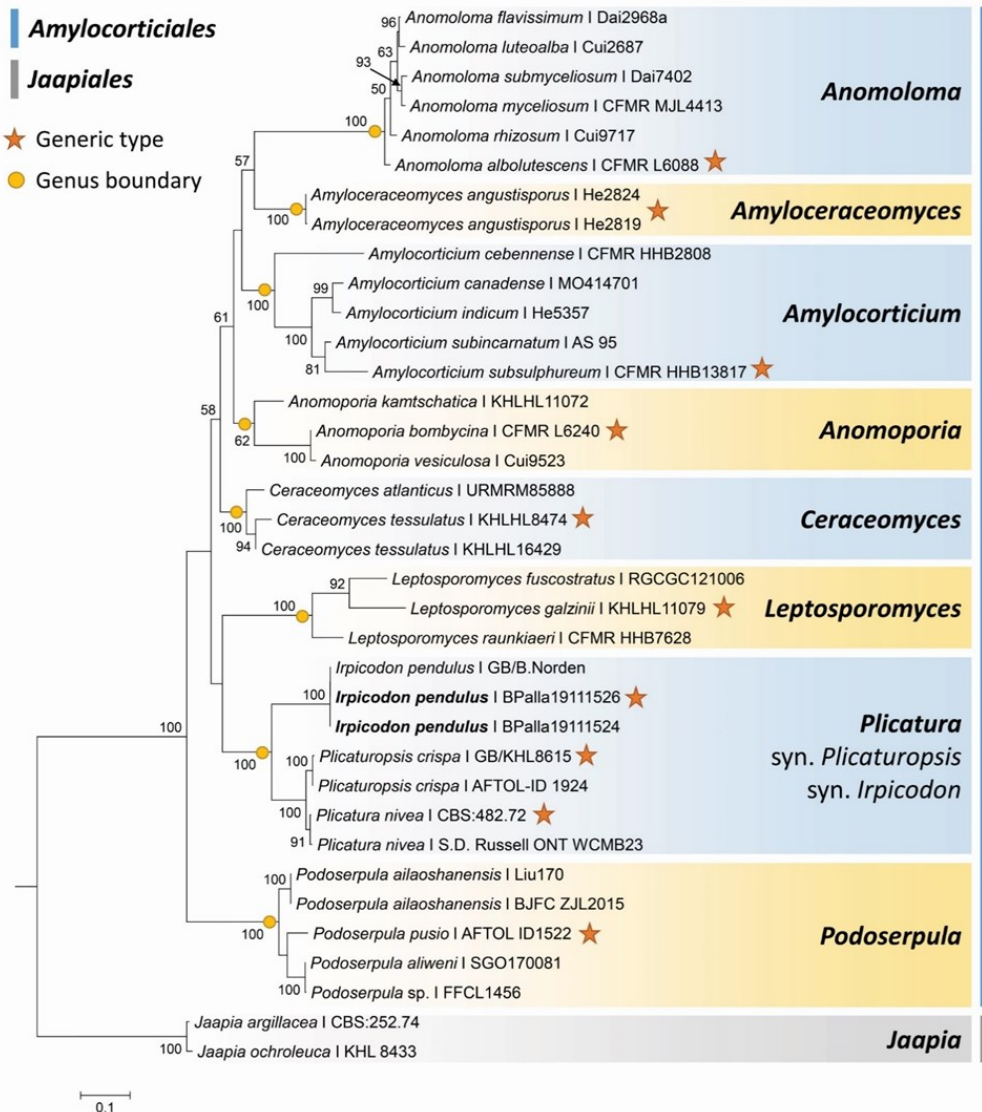 Amylocorticiales
Jaapiales
Generic type
Genus boundary
Anomoloma flavissimum I Dai2968a
Anomoloma luteoalba I Cui2687
Anomoloma submyceliosum I Dai7402
Anomoloma myceliosum I CFMR MJL4413
Anomoloma rhizosum I Cui9717
Anomoloma albolutescens I CFMR L6088
Anomoloma
Amyloceraceomyces angustisporus I He2824
Amyloceraceomyces angustisporus I He2819
Amyloceraceomyces
Amylocorticium cebennense I CFMR HHB2808
Amylocorticium canadense I MO414701
Amylocorticium indicum I He5357
Amylocorticium subincarnatum I AS 95
Amylocorticium subsulphureum I CFMR HHB13817
Amylocorticium
Anomoporia kamtschatica I KHLHL11072
Anomoporia bombycina I CFMR L6240
Anomoporia vesiculosa I Cui9523
Anomoporia
Ceraceomyces atlanticus I URMRM85888
Ceraceomyces tessulatus I KHLHL8474
Ceraceomyces tessulatus I KHLHL16429
Ceraceomyces
Leptosporomyces fuscostratus I RGCGC121006
Leptosporomyces galzinii I KHLHL11079
Leptosporomyces raunkiaeri I CFMR HHB7628
Leptosporomyces
Irpicodon pendulus I GB/B.Norden
Irpicodon pendulus I BPalla19111526
Irpicodon pendulus I BPalla19111524
Plicaturopsis crispa I GB/KHL8615
Plicaturopsis crispa I AFTOL-ID 1924
Plicatura nivea I CBS:482.72
Plicatura nivea I S.D. Russell ONT WCMB23
Plicatura
syn. Plicaturopsis
syn. Irpicodon
Podoserpula ailaoshanensis I Liu170
Podoserpula ailaoshanensis I BJFC ZJL2015
Podoserpula pusio I AFTOL ID1522
Podoserpula aliweni I SGO170081
Podoserpula sp. I FFCL1456
Podoserpula
Jaapia argillacea I CBS:252.74
Jaapia ochroleuca I KHL 8433
Jaapia
96
63
93
50
100
57
100
100
99
100
81
61
62
100
58
100
94
92
100
100
100
100
100
91
100
100
100
100
100
0.1